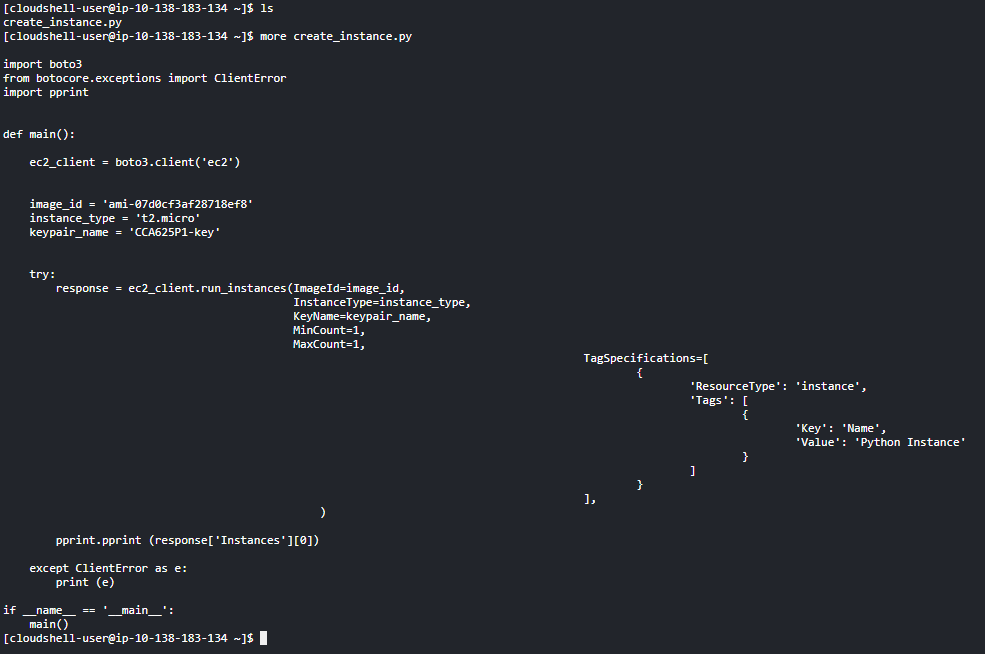 [cloudshell-user@ip-10-138-183-134 ~]$ ls
create_instance.py
[cloudshell-user@ip-10-138-183-134 ~]$ more create_instance.py
import boto3
from botocore.exceptions import ClientError
import pprint
def main():
    ec2_client = boto3.client('ec2')
    image_id = 'ami-07d0cf3af28718ef8'
    instance_type = 't2.micro'
    keypair_name = 'CCA625P1-key'
    try:
        response = ec2_client.run_instances(ImageId=image_id,
                                            InstanceType=instance_type,
                                            KeyName=keypair_name,
                                            MinCount=1,
                                            MaxCount=1,
                                                                                        TagSpecifications=[
                                                                                                {
                                                                                                        'ResourceType': 'instance',
                                                                                                        'Tags': [
                                                                                                                {
                                                                                                                        'Key': 'Name',
                                                                                                                        'Value': 'Python Instance'
                                                                                                                }
                                                                                                        ]
                                                                                                }
                                                                                        ],
                                                )
        pprint.pprint (response['Instances'][0])
    except ClientError as e:
        print (e)
if __name__ == '__main__':
    main()
[cloudshell-user@ip-10-138-183-134 ~]$